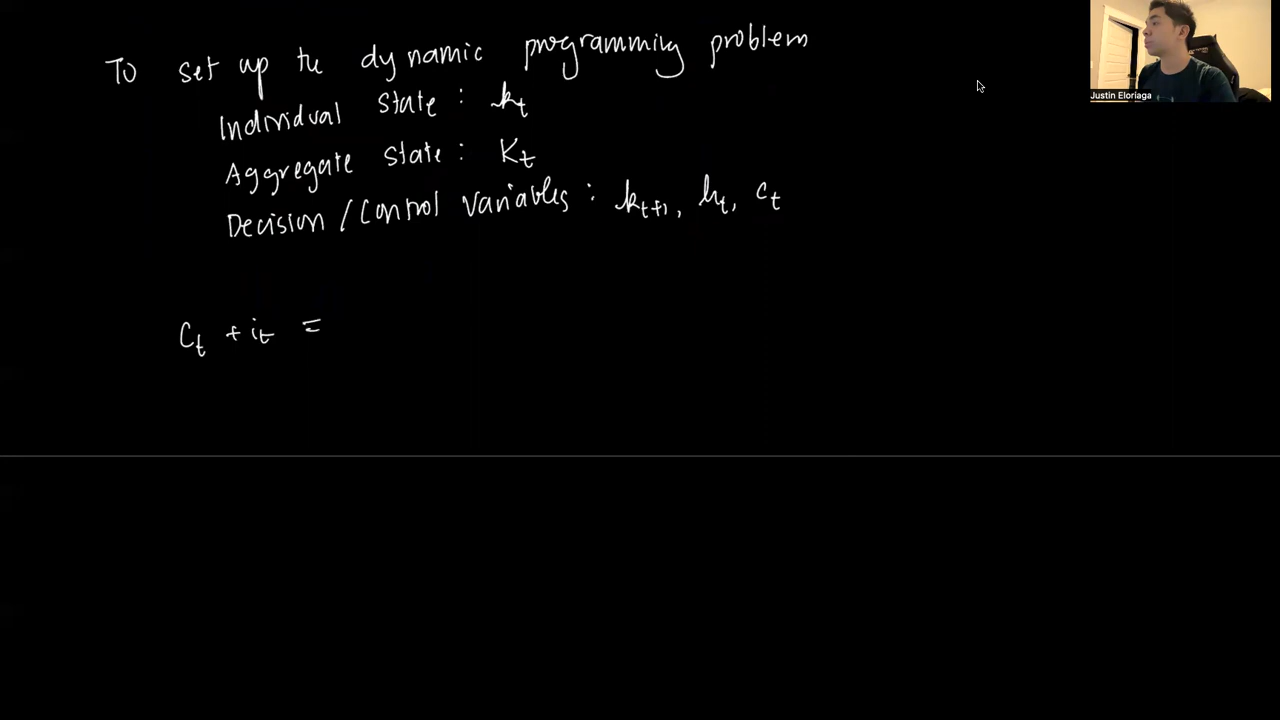 To set up the dynamic programming problem
Justin Eloriaga
Individual state : kₜ
Aggregate state : Kₜ
Decision / Control variables : kₜ₊₁, hₜ, cₜ
Cₜ + iₜ =